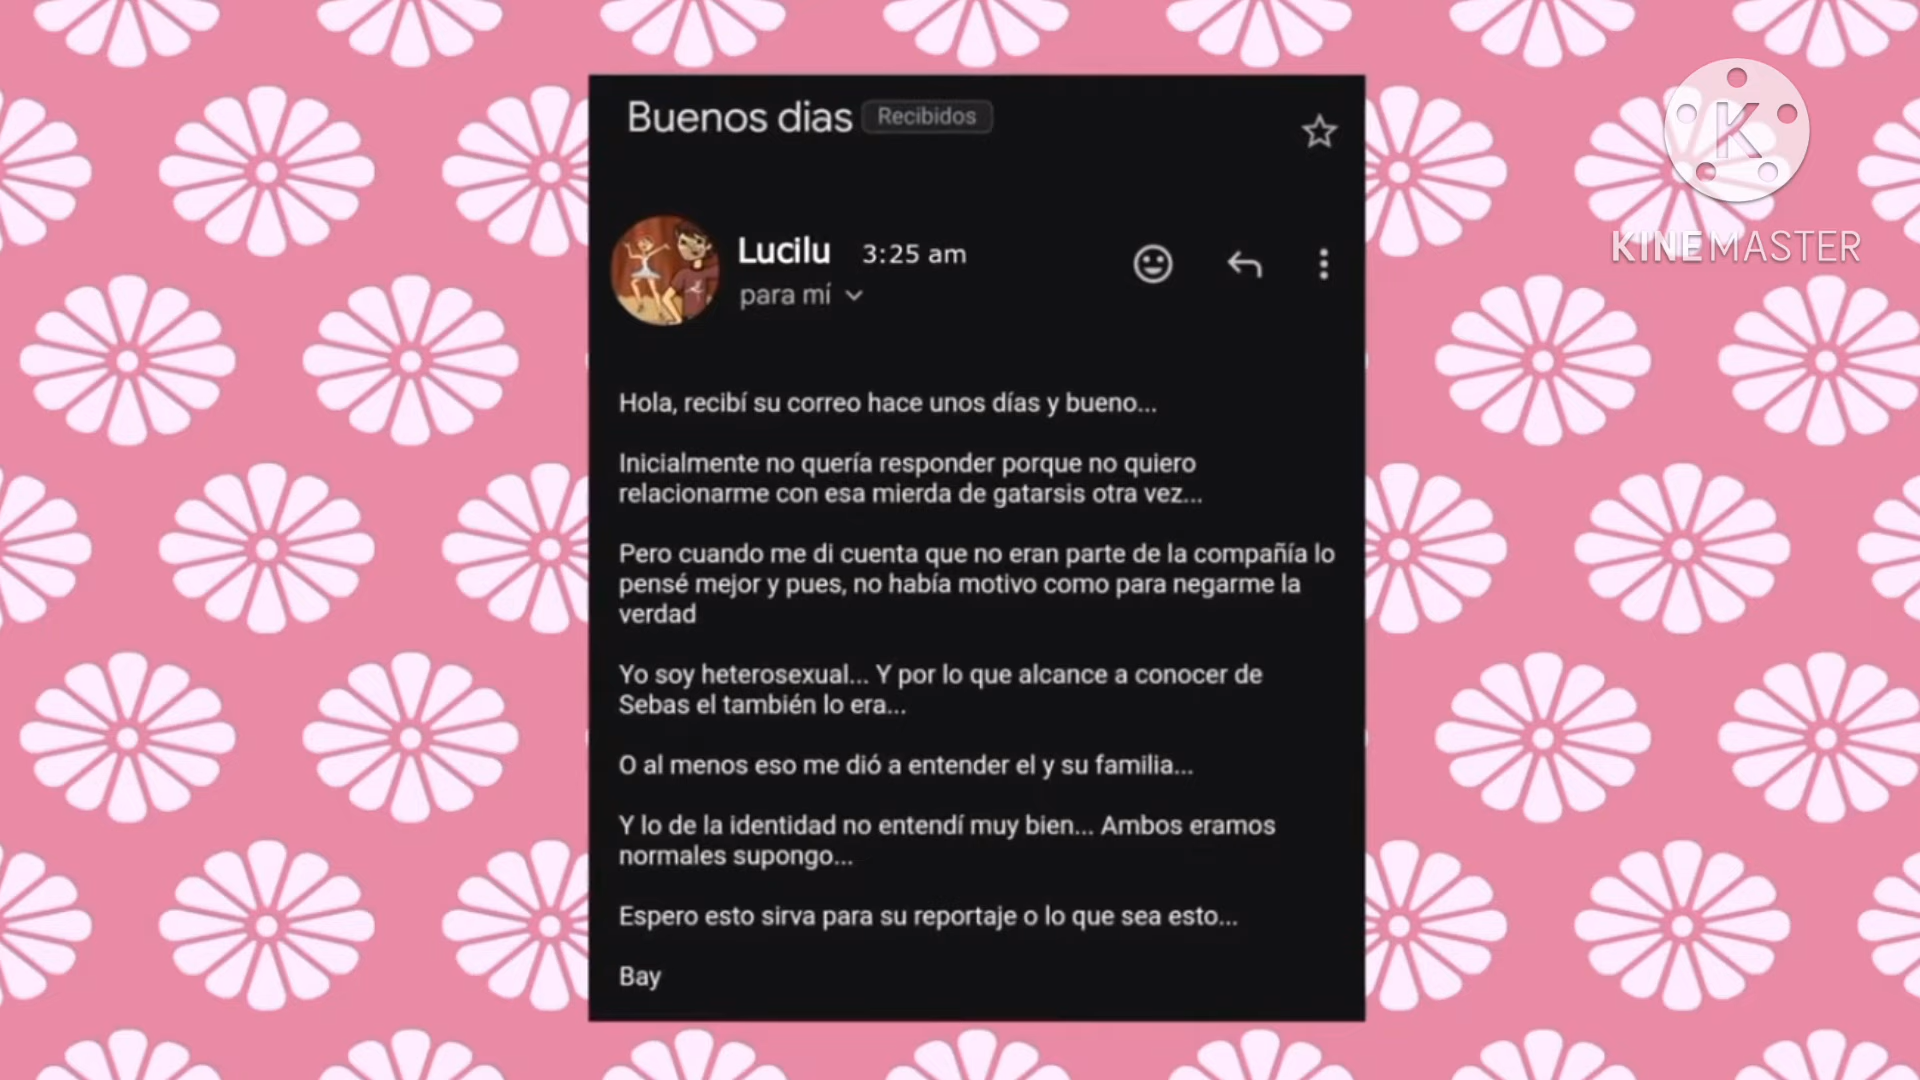 Buenos dias Recibidos
K
KINEMASTER
Lucilu 3:25 am
para mí
Hola, recibí su correo hace unos días y bueno...
Inicialmente no quería responder porque no quiero
relacionarme con esa mierda de gatarsis otra vez...
Pero cuando me di cuenta que no eran parte de la compañía lo
pensé mejor y pues, no había motivo como para negarme la
verdad
Yo soy heterosexual... Y por lo que alcance a conocer de
Sebas el también lo era...
O al menos eso me dió a entender el y su familia...
Y lo de la identidad no entendí muy bien... Ambos eramos
normales supongo...
Espero esto sirva para su reportaje o lo que sea esto...
Bay